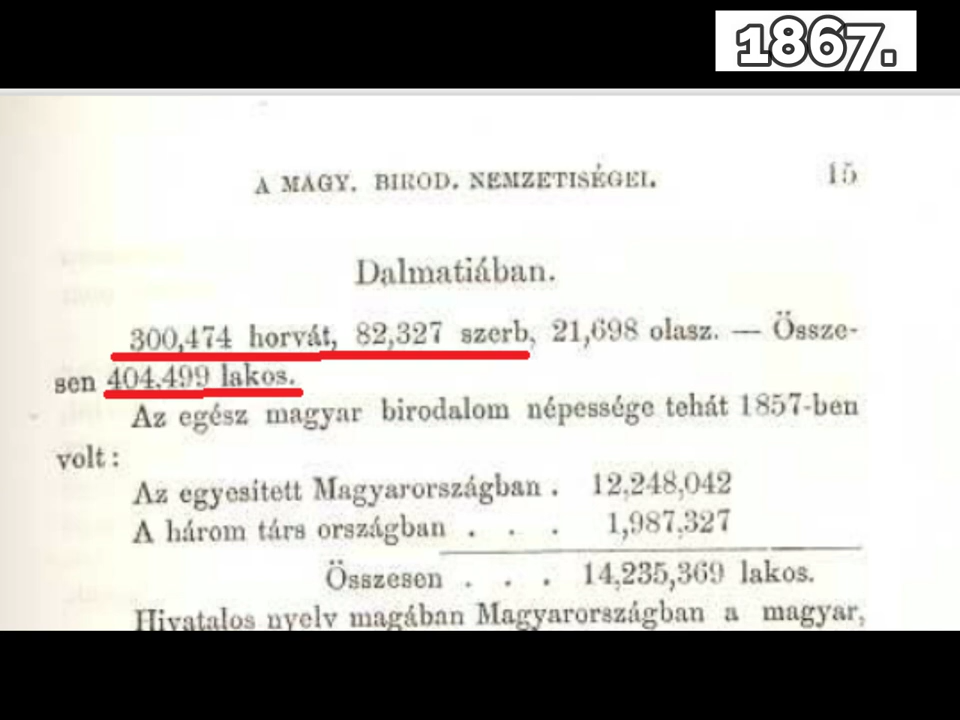 1867.
A MAGY. BIROD. NEMZETISÉGEI. 15
Dalmatiában.
300,474 horvát, 82,327 szerb, 21,698 olasz. — Össze-
sen 404,499 lakos.
Az egész magyar birodalom népessége tehát 1857-ben
volt:
Az egyesített Magyarországban . 12,248,042
A három társ országban . . . 1,987,327
Összesen . . . 14,235,369 lakos.
Hivatalos nyelv magában Magyarországban a magyar,